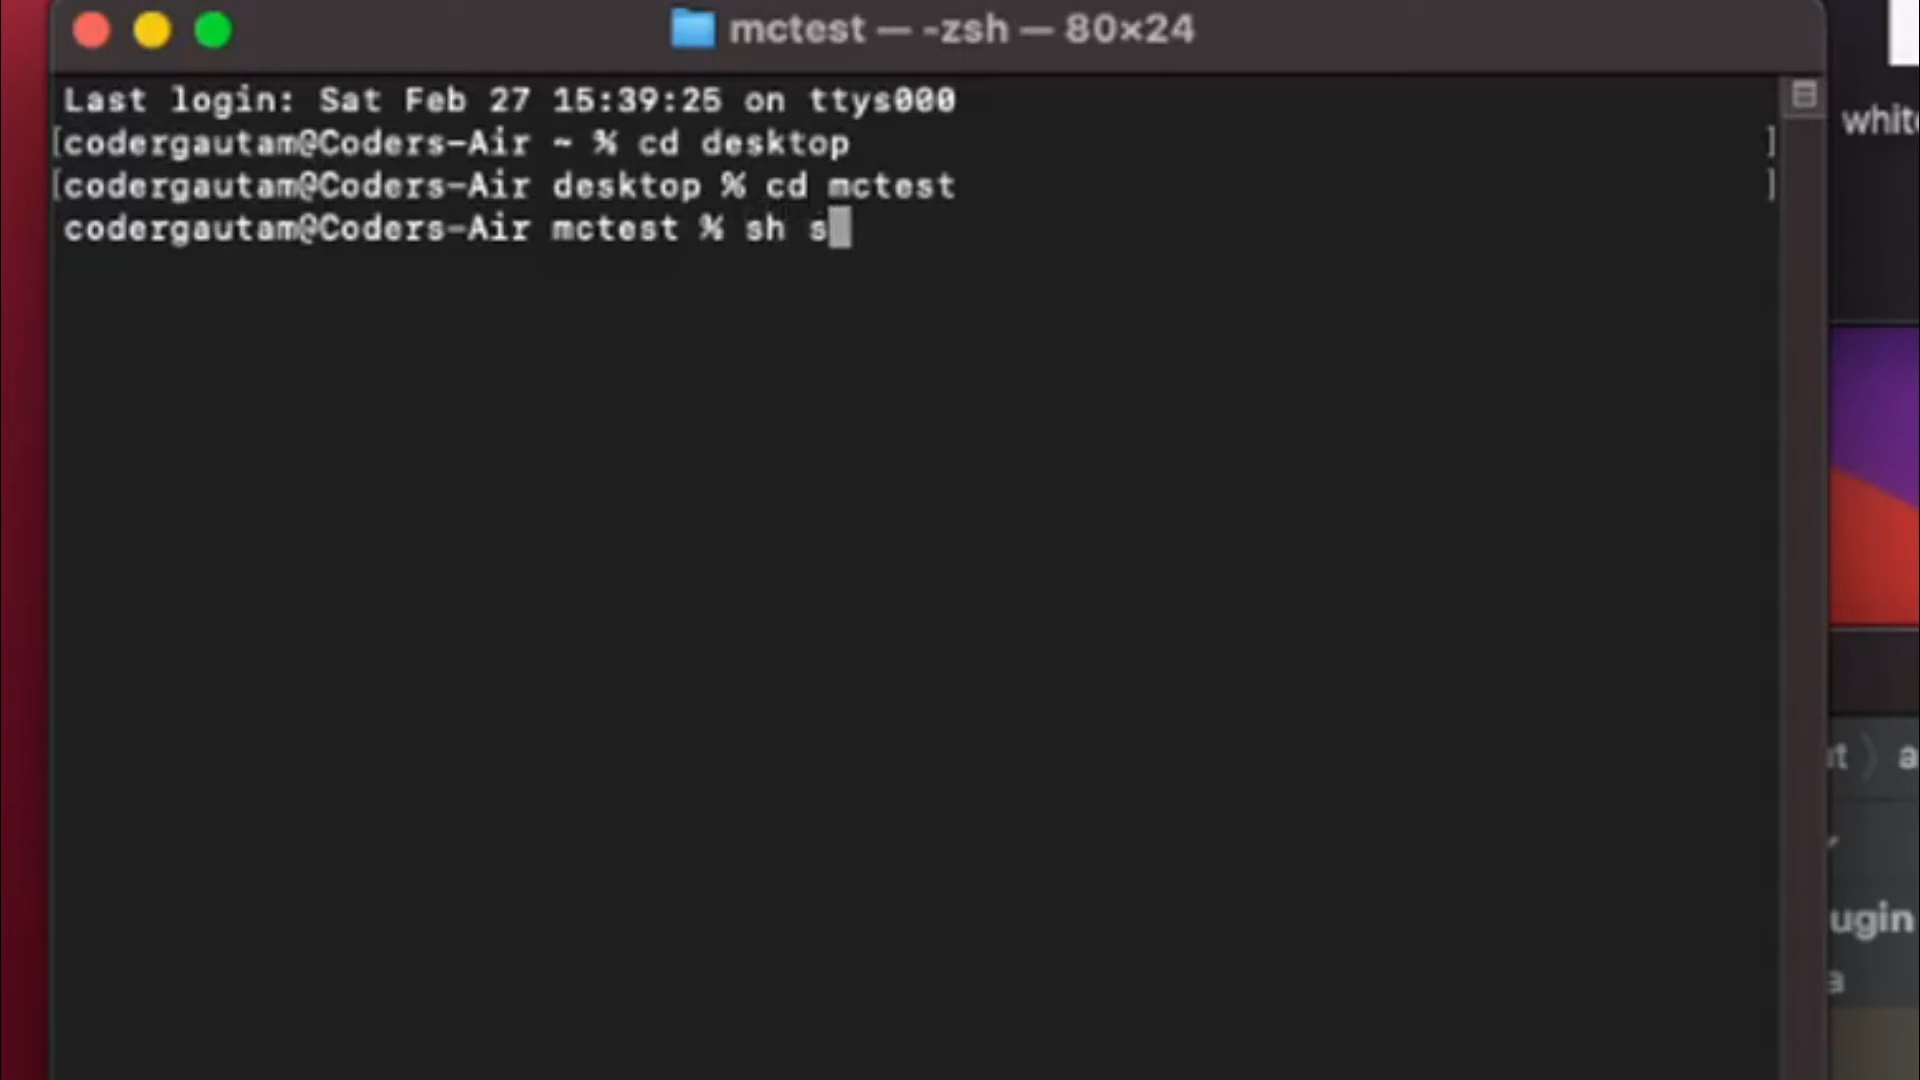 mctest — -zsh — 80×24
Last login: Sat Feb 27 15:39:25 on ttys000
[codergautam@Coders-Air ~ % cd desktop ]
[codergautam@Coders-Air desktop % cd mctest ]
codergautam@Coders-Air mctest % sh s
whit
ugin
a